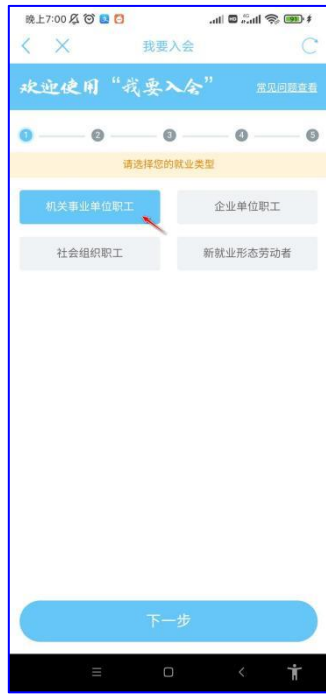 晚上7:00
我要入会
欢迎使用“我要入会”
常见问题查看
1 2 3 4 5
请选择您的就业类型
机关事业单位职工 企业单位职工
社会组织职工 新就业形态劳动者
下一步